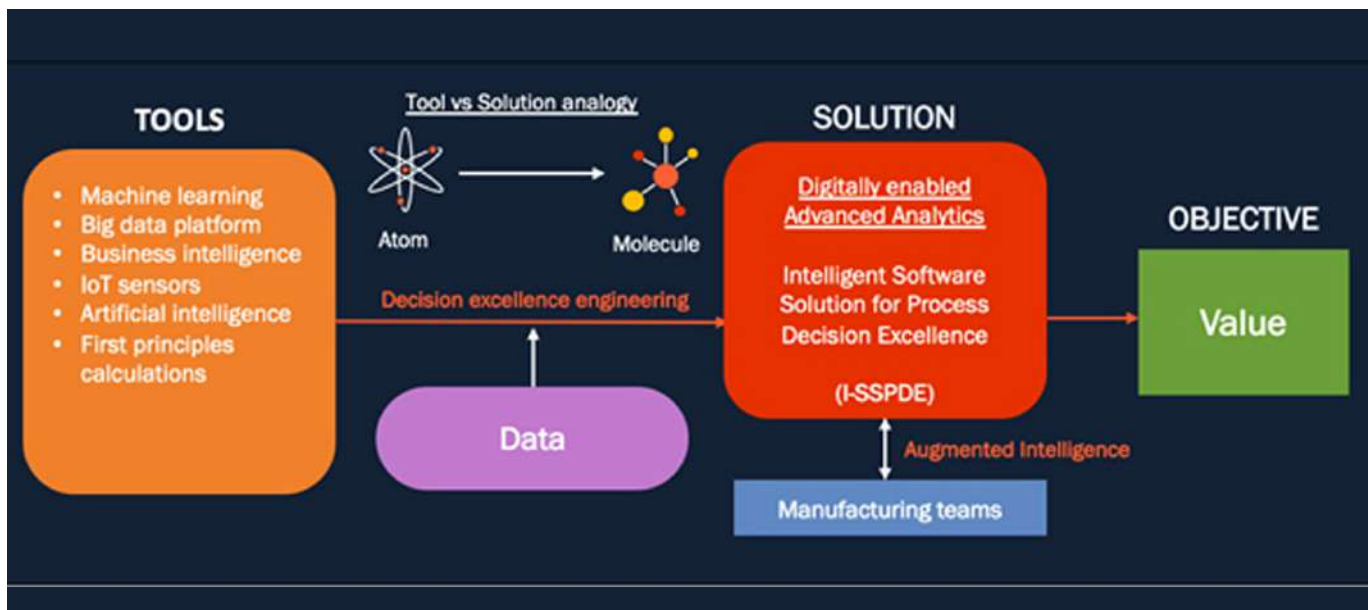 TOOLS
• Machine learning
• Big data platform
• Business intelligence
• IoT sensors
• Artificial intelligence
• First principles
calculations
Tool vs Solution analogy
Atom
Molecule
Decision excellence engineering
Data
SOLUTION
Digitally enabled
Advanced Analytics
Intelligent Software
Solution for Process
Decision Excellence
(I-SSPDE)
Augmented Intelligence
Manufacturing teams
OBJECTIVE
Value